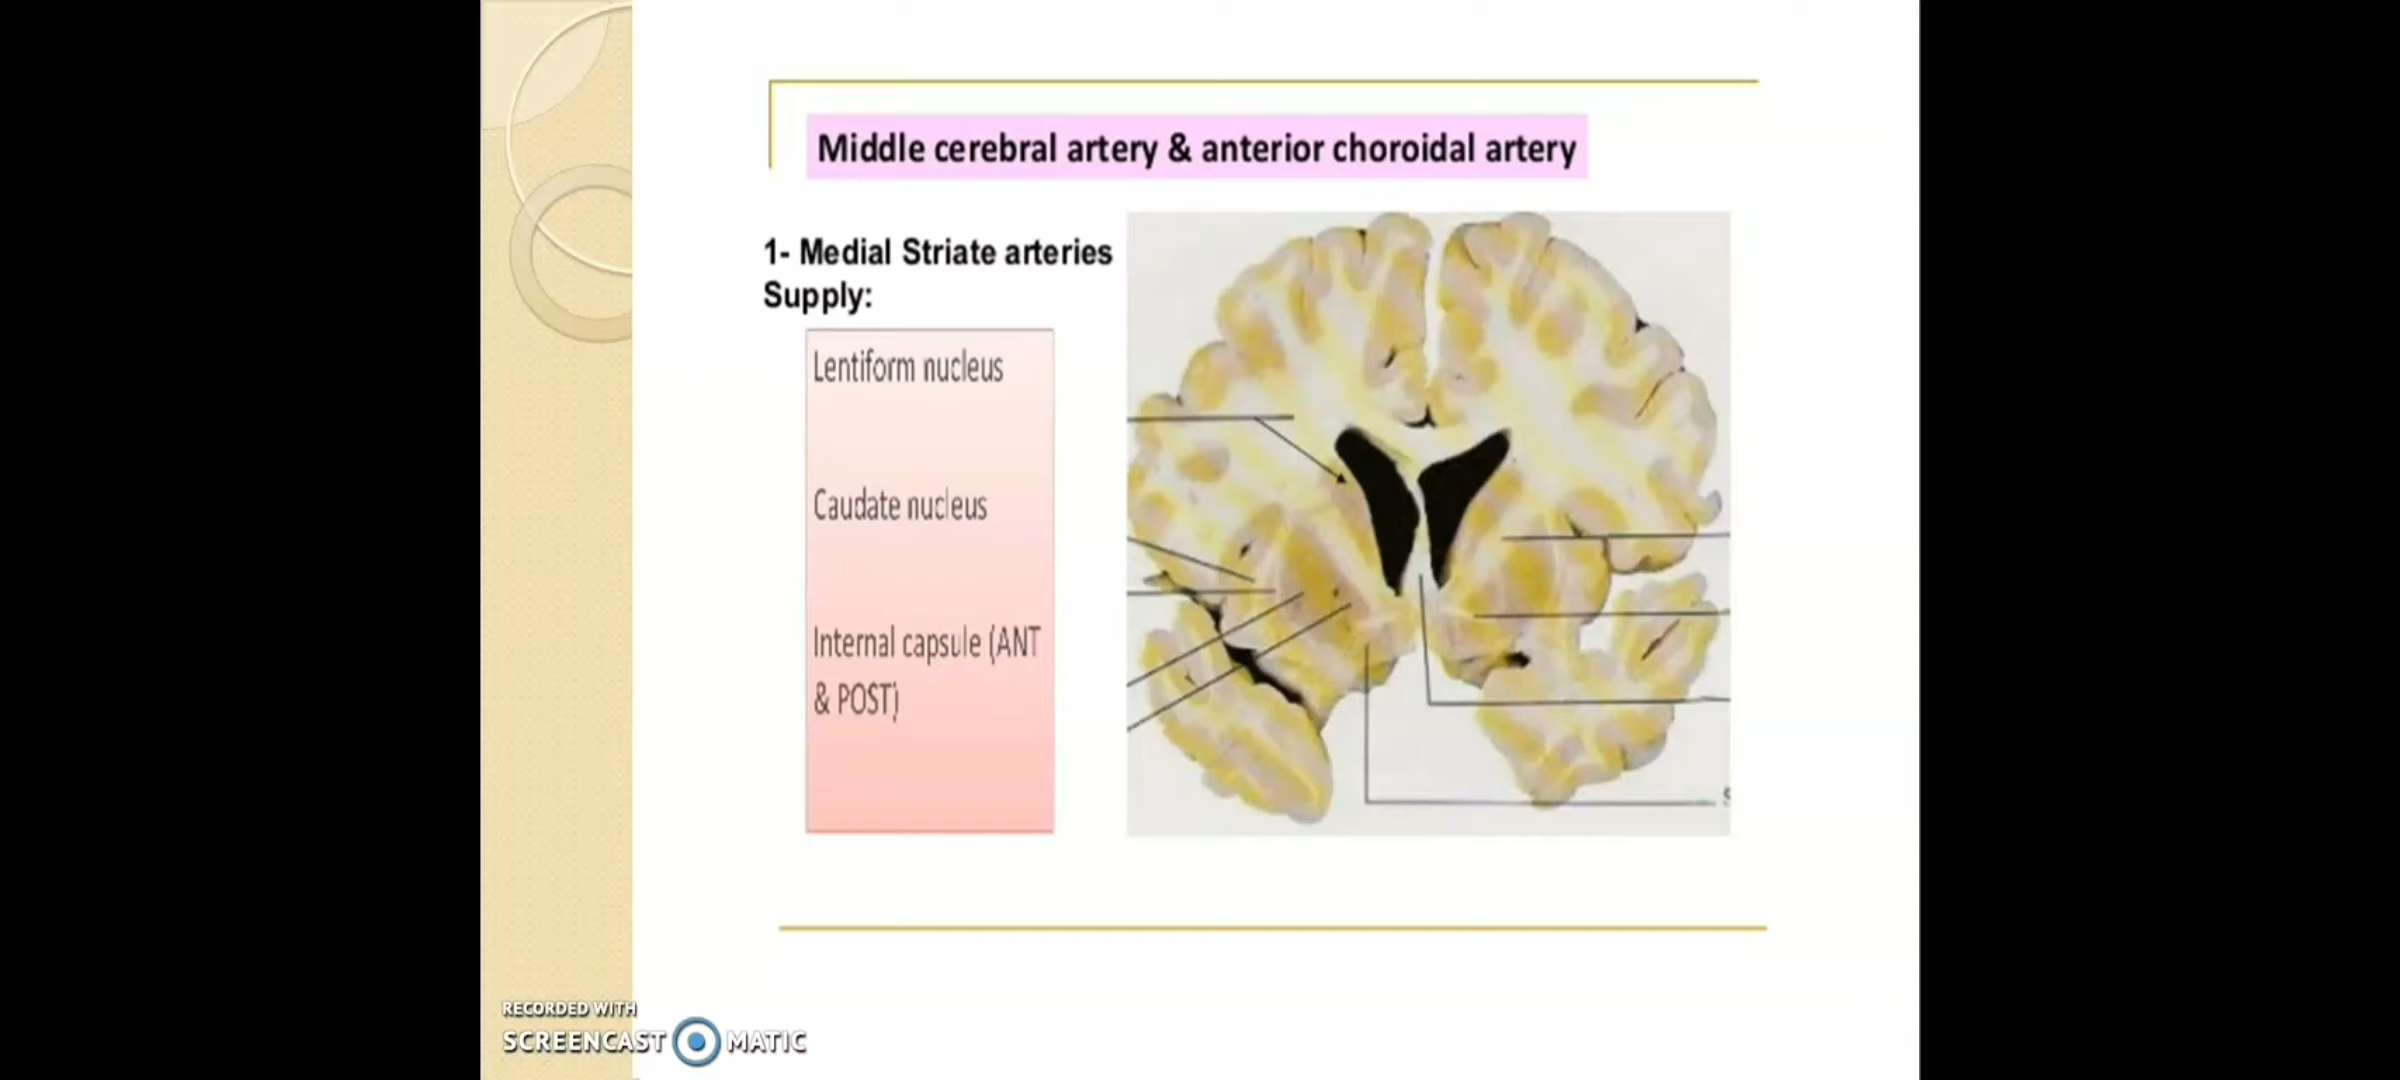 Middle cerebral artery & anterior choroidal artery
1- Medial Striate arteries
Supply:
Lentiform nucleus
Caudate nucleus
Internal capsule (ANT
& POST)
RECORDED WITH
SCREENCAST MATIC